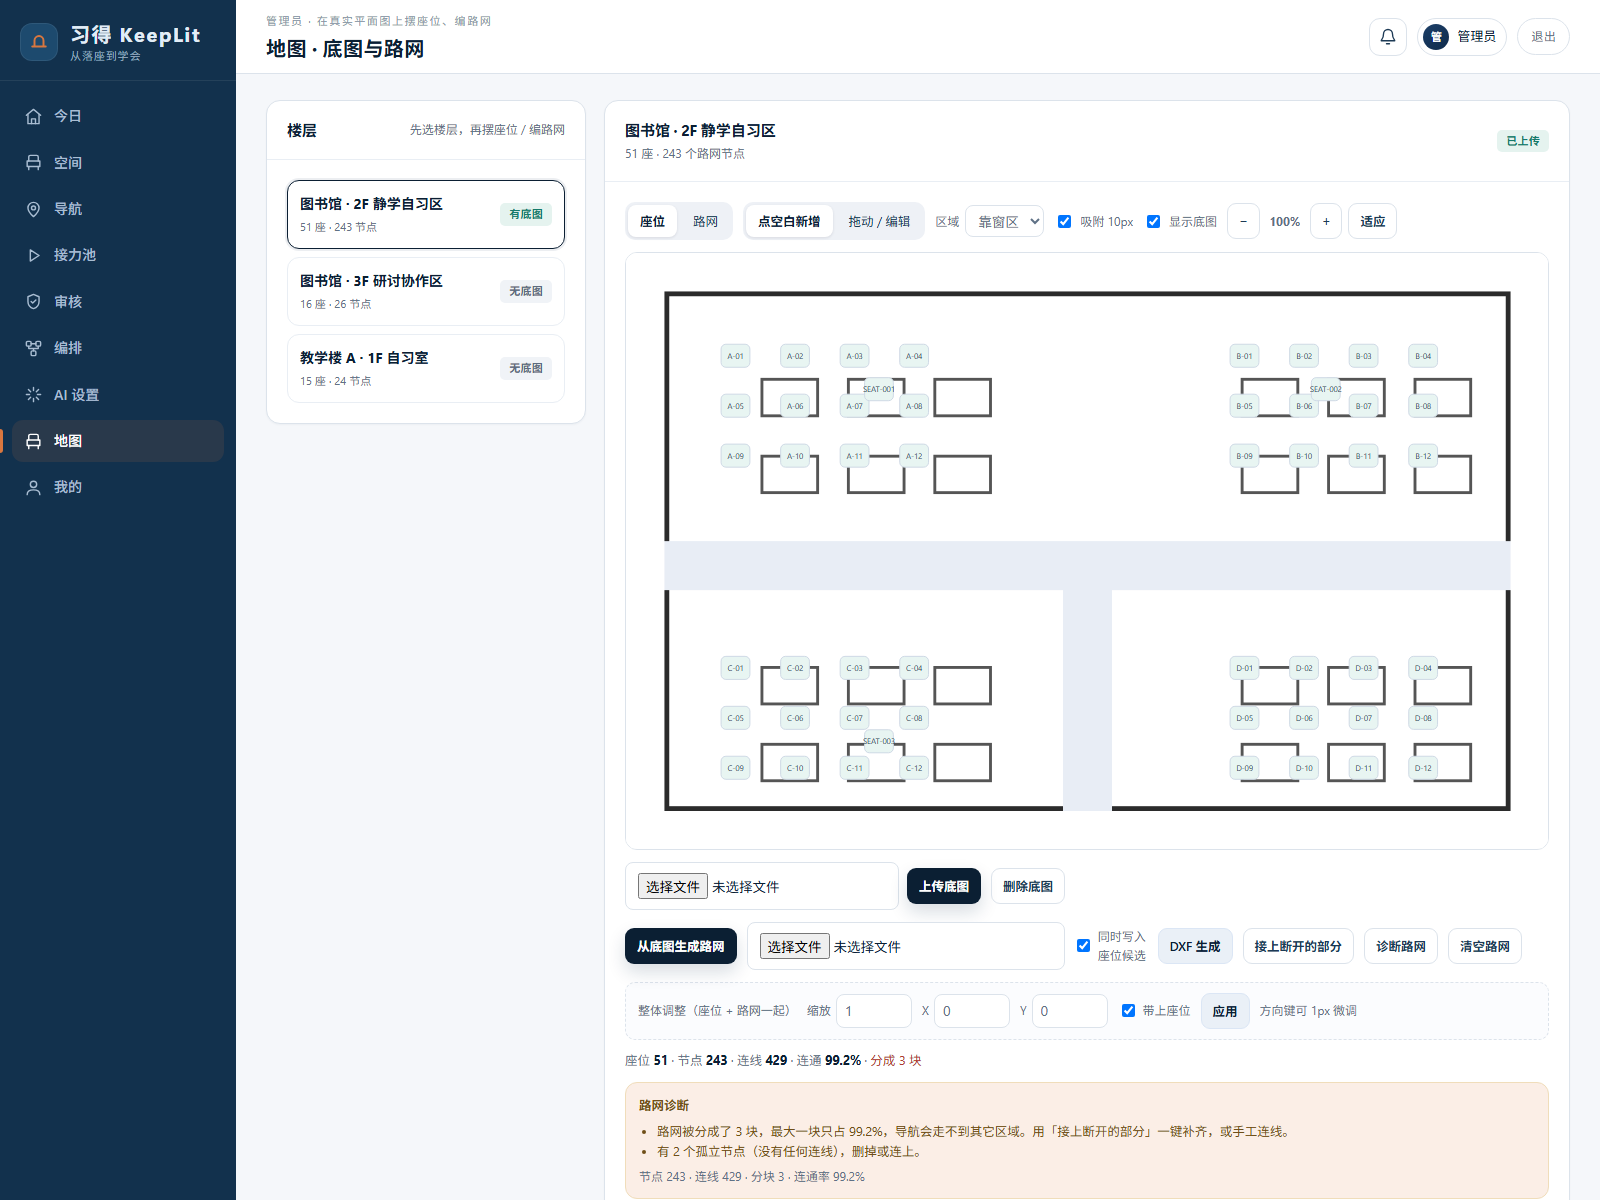 习得 KeepLit
从落座到学会
今日
空间
导航
接力池
审核
编排
AI 设置
地图
我的
管理员 · 在真实平面图上摆座位、编路网
地图 · 底图与路网
管
管理员
退出
楼层
先选楼层，再摆座位 / 编路网
图书馆 · 2F 静学自习区
51 座 · 243 节点
有底图
图书馆 · 3F 研讨协作区
16 座 · 26 节点
无底图
教学楼 A · 1F 自习室
15 座 · 24 节点
无底图
图书馆 · 2F 静学自习区
51 座 · 243 个路网节点
已上传
座位 路网 点空白新增 拖动 / 编辑 区域 靠窗区 吸附 10px 显示底图 − 100% + 适应
A-01 A-02 A-03 A-04 B-01 B-02 B-03 B-04
SEAT-001 SEAT-002
A-05 A-06 A-07 A-08 B-05 B-06 B-07 B-08
A-09 A-10 A-11 A-12 B-09 B-10 B-11 B-12
C-01 C-02 C-03 C-04 D-01 D-02 D-03 D-04
C-05 C-06 C-07 C-08 D-05 D-06 D-07 D-08
SEAT-003
C-09 C-10 C-11 C-12 D-09 D-10 D-11 D-12
选择文件 未选择文件 上传底图 删除底图
从底图生成路网 选择文件 未选择文件 同时写入
座位候选
DXF 生成 接上断开的部分 诊断路网 清空路网
整体调整（座位 + 路网一起） 缩放 1 X 0 Y 0 带上座位 应用 方向键可 1px 微调
座位 51 · 节点 243 · 连线 429 · 连通 99.2% · 分成 3 块
路网诊断
• 路网被分成了 3 块，最大一块只占 99.2%，导航会走不到其它区域。用「接上断开的部分」一键补齐，或手工连线。
• 有 2 个孤立节点（没有任何连线），删掉或连上。
节点 243 · 连线 429 · 分块 3 · 连通率 99.2%